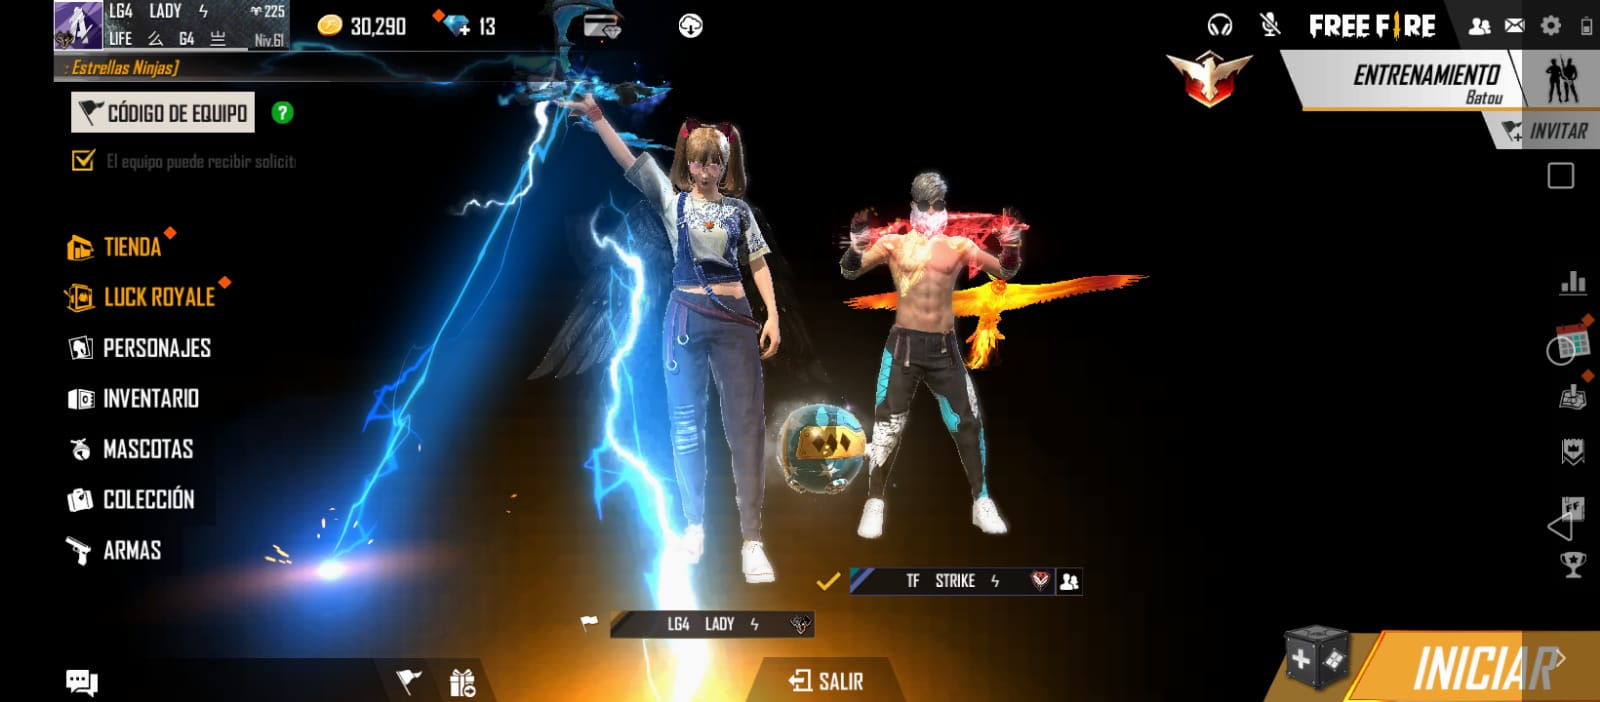 LG4 LADY ϟ 225
LIFE 么 G4 亗 Niv.61
30,290
13
FREE FIRE
: Estrellas Ninjas]
ENTRENAMIENTO
Batou
INVITAR
CÓDIGO DE EQUIPO ?
El equipo puede recibir solicit
TIENDA
LUCK ROYALE
PERSONAJES
INVENTARIO
MASCOTAS
COLECCIÓN
ARMAS
TF STRIKE ϟ
LG4 LADY ϟ
SALIR
INICIAR